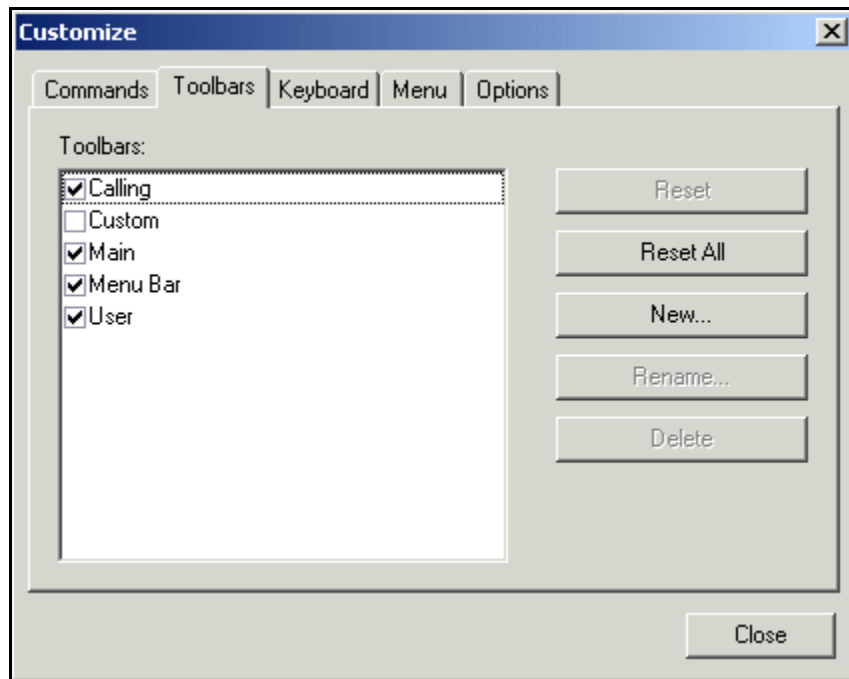 Customize
Commands Toolbars Keyboard Menu Options
Toolbars:
Calling
Custom
Main
Menu Bar
User
Reset
Reset All
New...
Rename...
Delete
Close